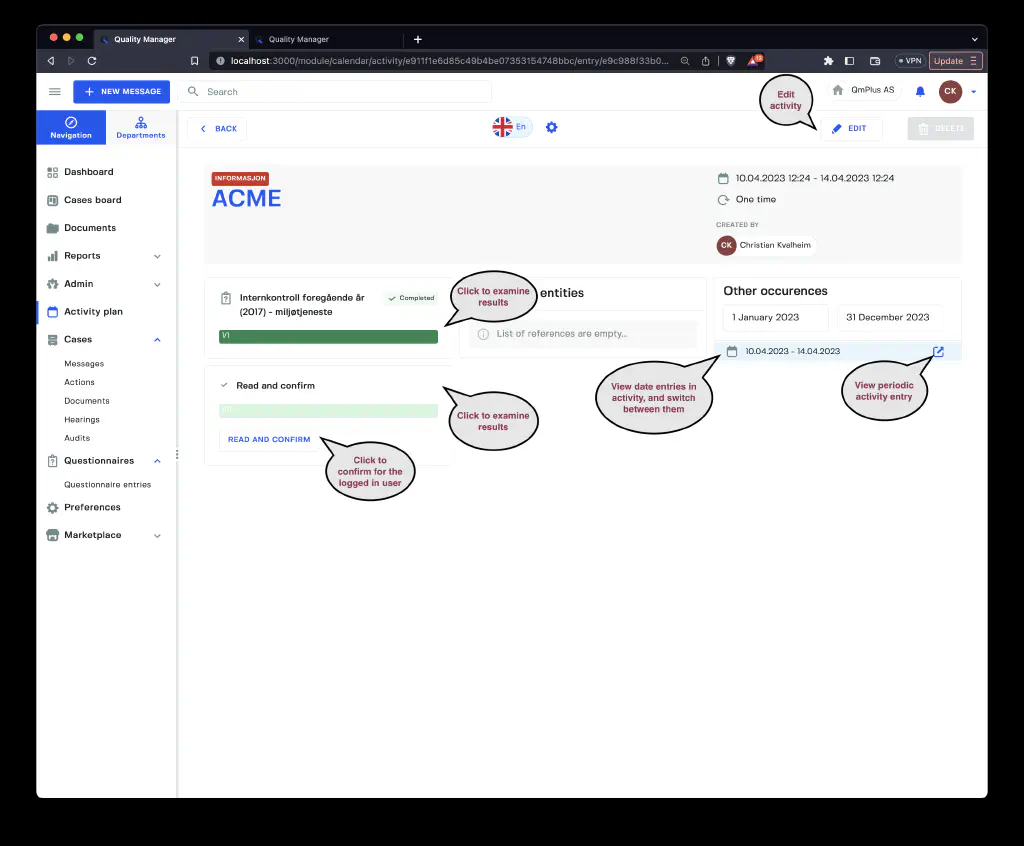 Quality Manager
Quality Manager
localhost:3000/module/calendar/activity/e911f1e6d85c49b4be07353154748bbc/entry/e9c988f33b0...
VPN
Update
NEW MESSAGE
Search
Edit
activity
QmPlus AS
CK
Navigation
Departments
BACK
En
EDIT
DELETE
INFORMASJON
ACME
10.04.2023 12:24 - 14.04.2023 12:24
One time
CREATED BY
CK Christian Kvalheim
Dashboard
Cases board
Documents
Reports
Admin
Activity plan
Cases
Messages
Actions
Documents
Hearings
Audits
Questionnaires
Questionnaire entries
Preferences
Marketplace
Internkontroll foregående år
(2017) - miljøtjeneste
Completed
1/1
Click to examine
results
entities
List of references are empty...
Other occurences
1 January 2023
31 December 2023
10.04.2023 - 14.04.2023
Read and confirm
READ AND CONFIRM
Click to examine
results
Click to
confirm for the
logged in user
View date entries in
activity, and switch
between them
View periodic
activity entry